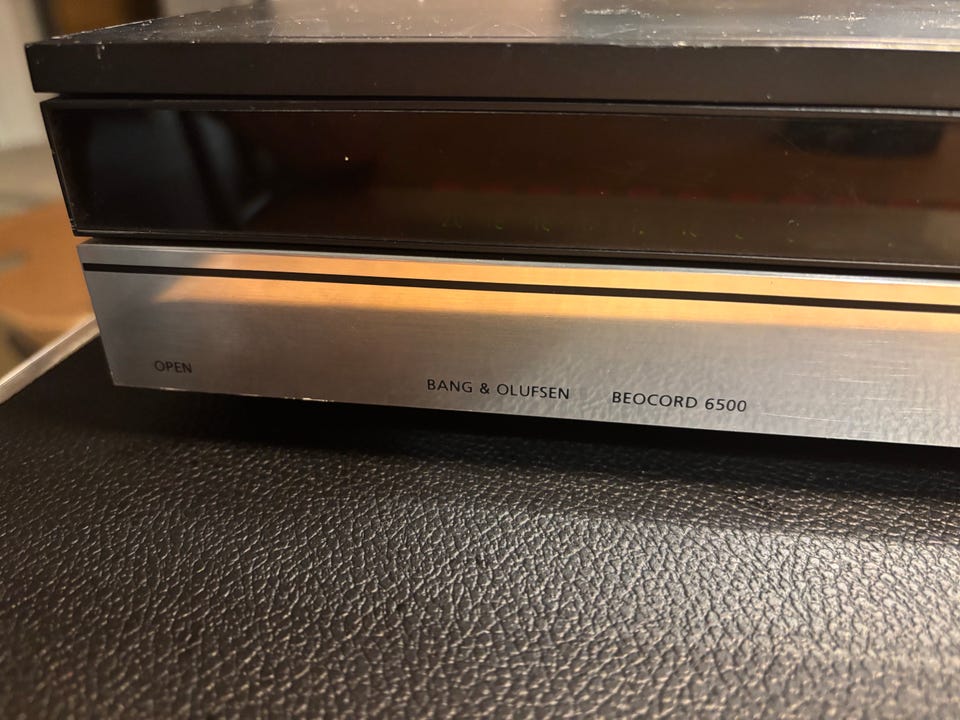 OPEN
BANG & OLUFSEN BEOCORD 6500